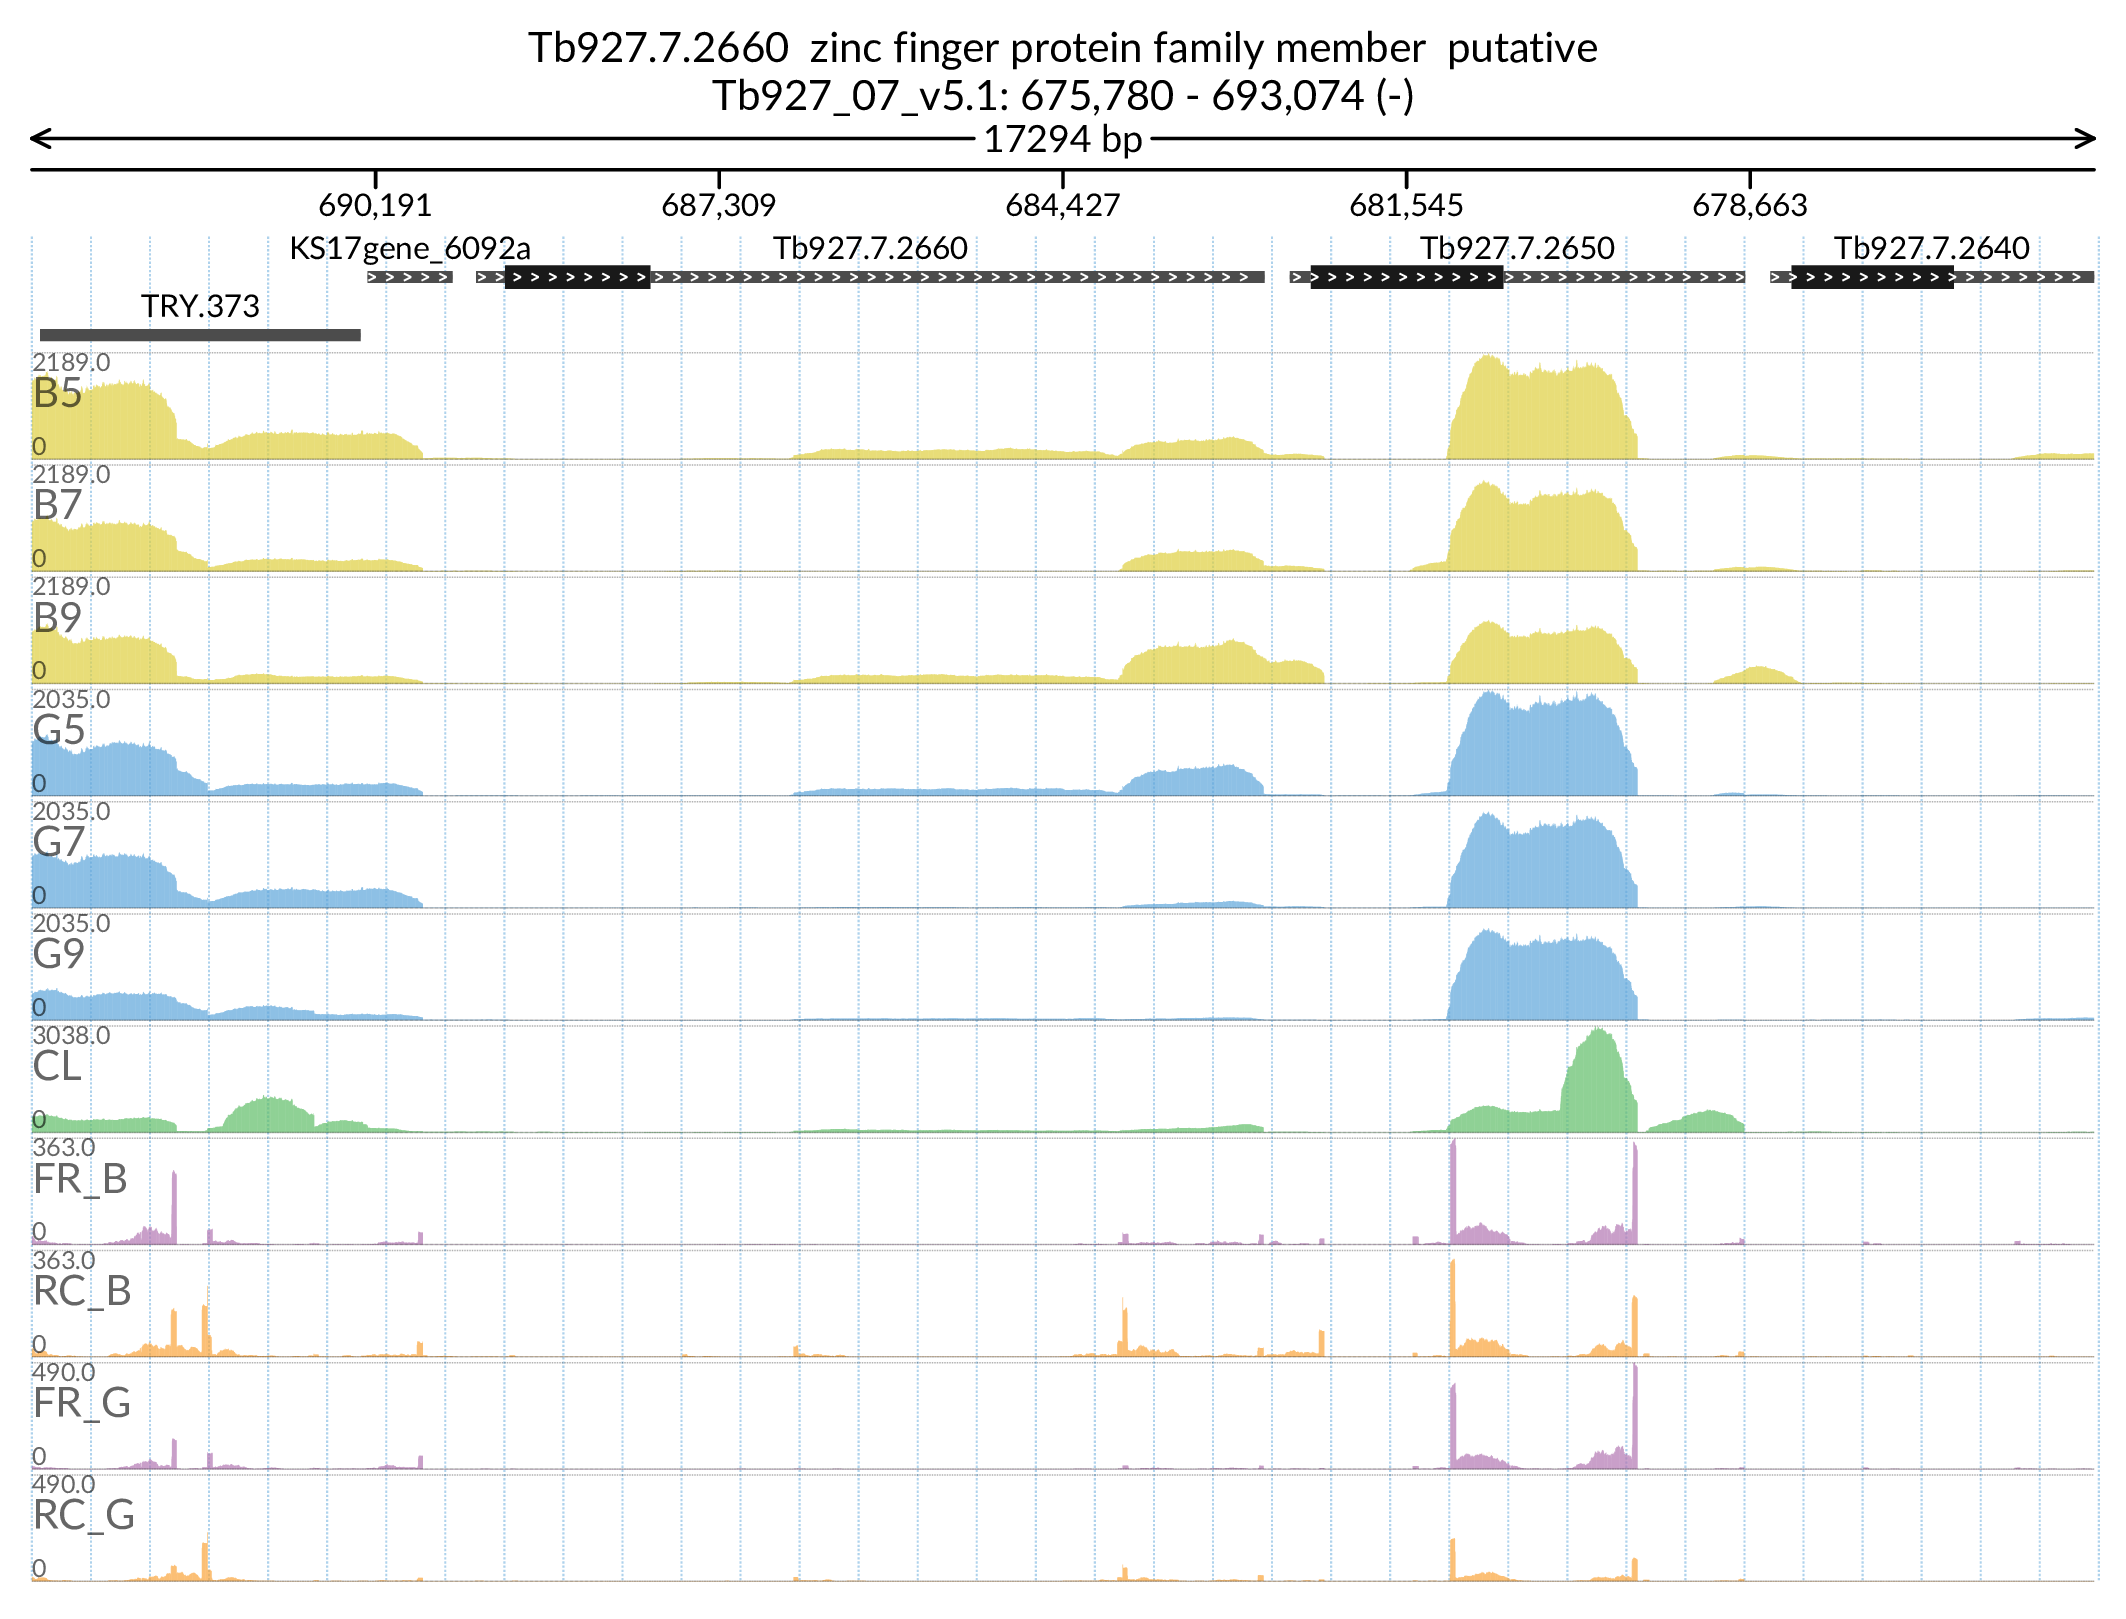 Tb927.7.2660 zinc finger protein family member putative
Tb927_07_v5.1: 675,780 - 693,074 (-)
17294 bp
690,191 687,309 684,427 681,545 678,663
KS17gene_6092a Tb927.7.2660 Tb927.7.2650 Tb927.7.2640
TRY.373
2189.0
B5
0
2189.0
B7
0
2189.0
B9
0
2035.0
G5
0
2035.0
G7
0
2035.0
G9
0
3038.0
CL
0
363.0
FR_B
0
363.0
RC_B
0
490.0
FR_G
0
490.0
RC_G
0